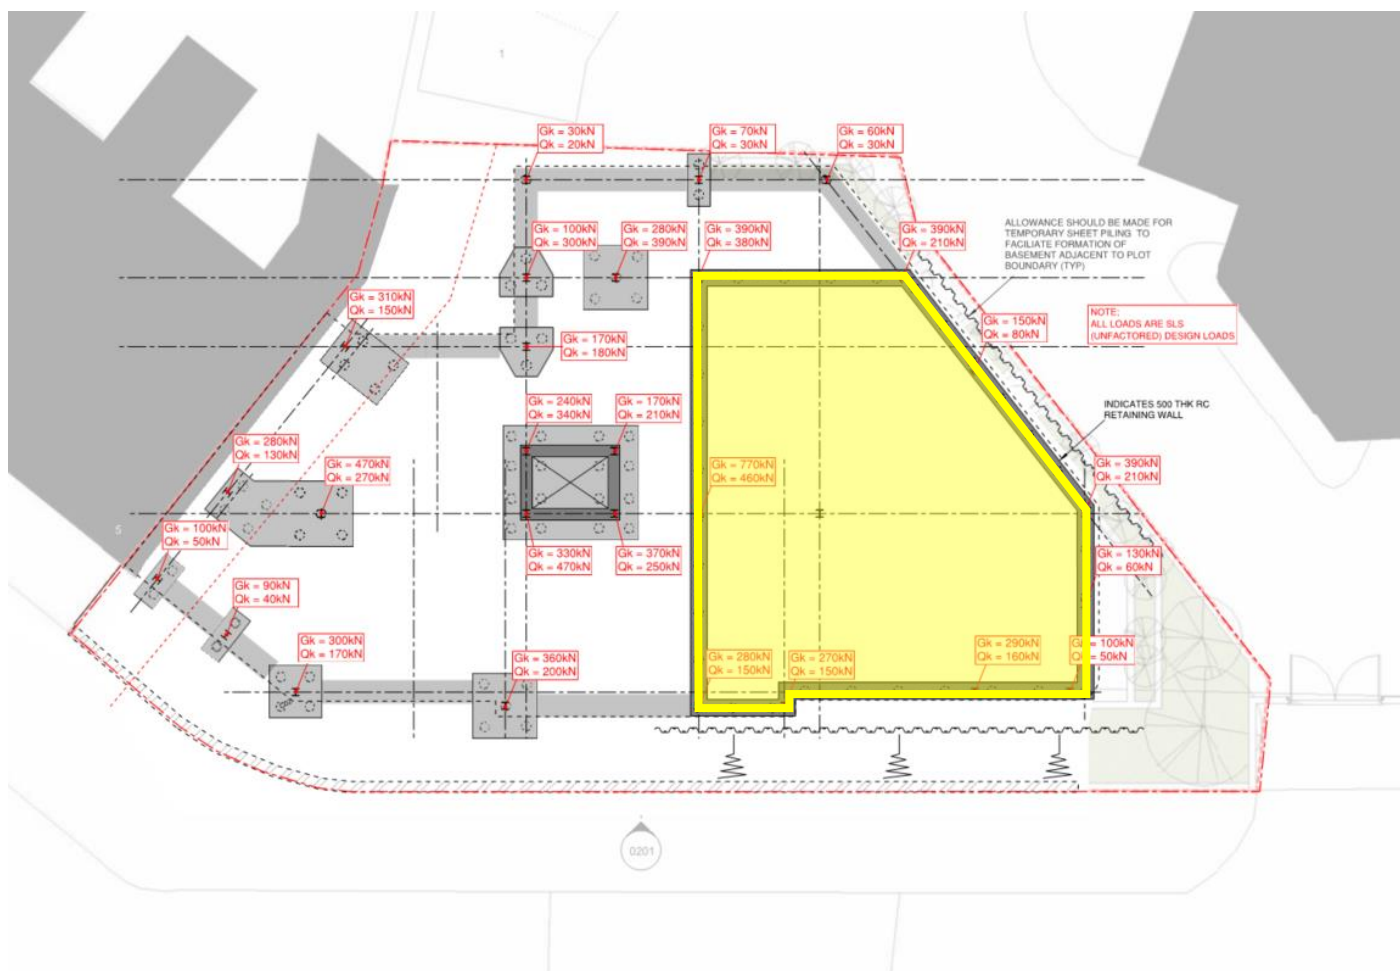 1
Gk = 30kN
Qk = 20kN
Gk = 70kN
Qk = 30kN
Gk = 60kN
Qk = 30kN
Gk = 100kN
Qk = 300kN
Gk = 280kN
Qk = 390kN
Gk = 390kN
Qk = 380kN
Gk = 390kN
Qk = 210kN
ALLOWANCE SHOULD BE MADE FOR
TEMPORARY SHEET PILING TO
FACILIATE FORMATION OF
BASEMENT ADJACENT TO PLOT
BOUNDARY (TYP)
Gk = 310kN
Qk = 150kN
Gk = 150kN
Qk = 80kN
NOTE:
ALL LOADS ARE SLS
(UNFACTORED) DESIGN LOADS
Gk = 170kN
Qk = 180kN
Gk = 240kN
Qk = 340kN
Gk = 170kN
Qk = 210kN
INDICATES 500 THK RC
RETAINING WALL
Gk = 280kN
Qk = 130kN
Gk = 470kN
Qk = 270kN
Gk = 770kN
Qk = 460kN
Gk = 390kN
Qk = 210kN
5
Gk = 100kN
Qk = 50kN
Gk = 330kN
Qk = 470kN
Gk = 370kN
Qk = 250kN
Gk = 130kN
Qk = 60kN
Gk = 90kN
Qk = 40kN
Gk = 300kN
Qk = 170kN
Gk = 360kN
Qk = 200kN
Gk = 280kN
Qk = 150kN
Gk = 270kN
Qk = 150kN
Gk = 290kN
Qk = 160kN
Gk = 100kN
Qk = 50kN
0201